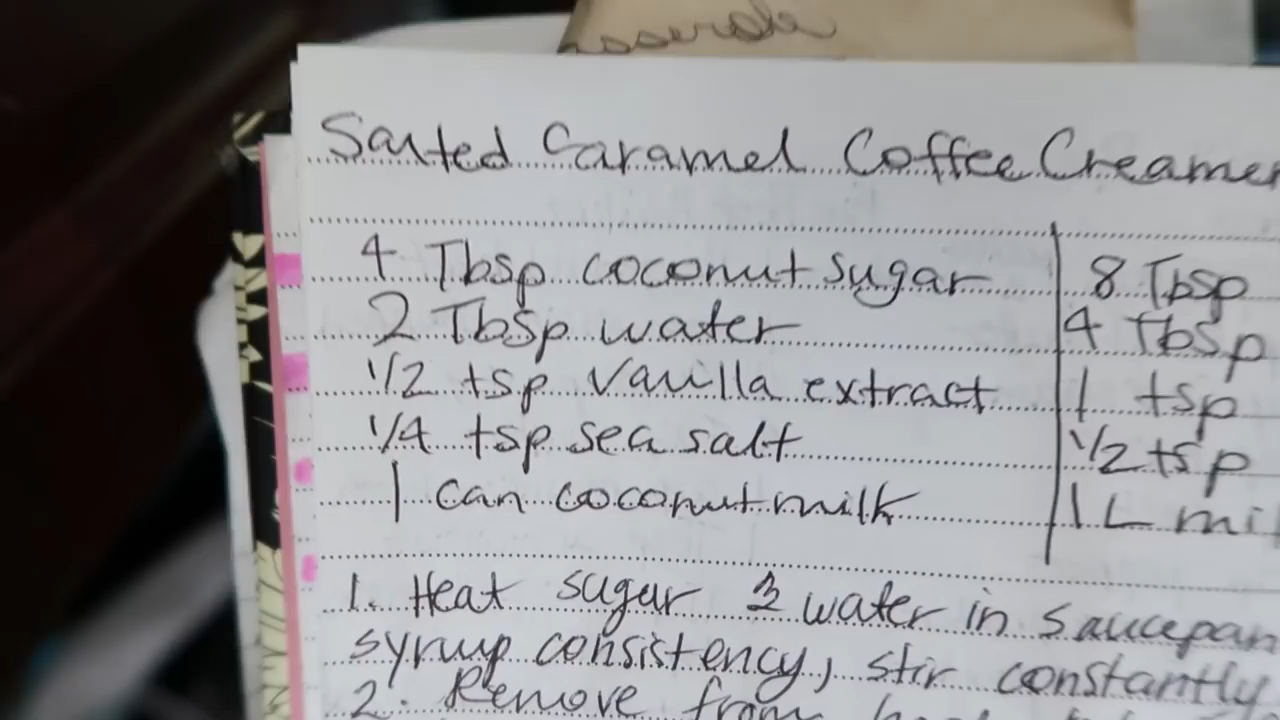 Salted Caramel Coffee Creamer
4 Tbsp coconut sugar 8 Tbsp
2 Tbsp water 4 Tbsp
1/2 tsp vanilla extract 1 tsp
1/4 tsp sea salt 1/2 tsp
1 can coconut milk 1 L
1. Heat sugar & water in saucepan
syrup consistency, stir constantly
2. Remove from